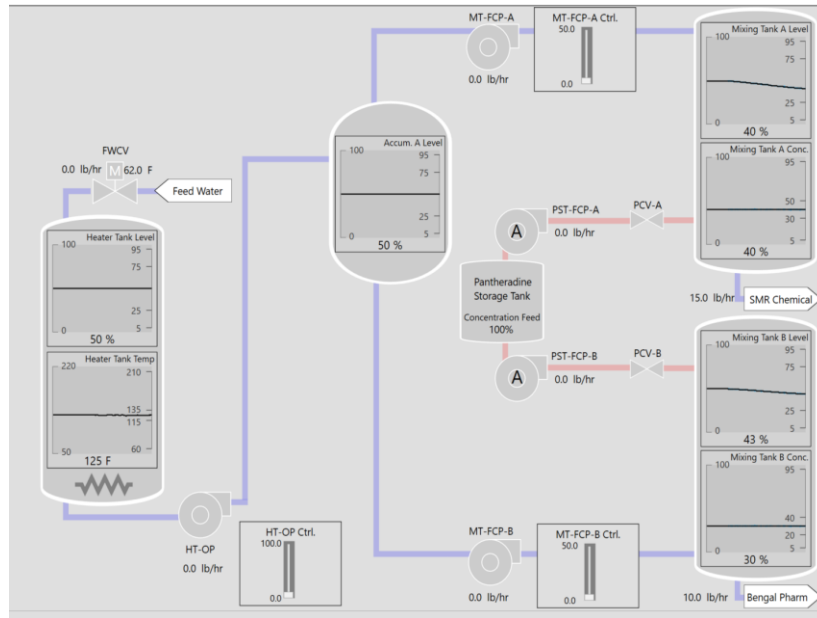 MT-FCP-A
0.0 lb/hr
MT-FCP-A Ctrl.
50.0
0.0
Mixing Tank A Level
100
95
75
25
5
0
40 %
Mixing Tank A Conc.
100
95
50
30
5
0
40 %
15.0 lb/hr
SMR Chemical
FWCV
0.0 lb/hr
M
62.0 F
Feed Water
Accum. A Level
100
95
75
25
5
0
50 %
PST-FCP-A
A
0.0 lb/hr
PCV-A
Pantheradine
Storage Tank
Concentration Feed
100%
PST-FCP-B
A
0.0 lb/hr
PCV-B
Heater Tank Level
100
95
75
25
5
0
50 %
Heater Tank Temp
220
210
135
115
60
50
125 F
HT-OP
0.0 lb/hr
HT-OP Ctrl.
100.0
0.0
MT-FCP-B
0.0 lb/hr
MT-FCP-B Ctrl.
50.0
0.0
Mixing Tank B Level
100
95
75
25
5
0
43 %
Mixing Tank B Conc.
100
95
40
20
5
0
30 %
10.0 lb/hr
Bengal Pharm